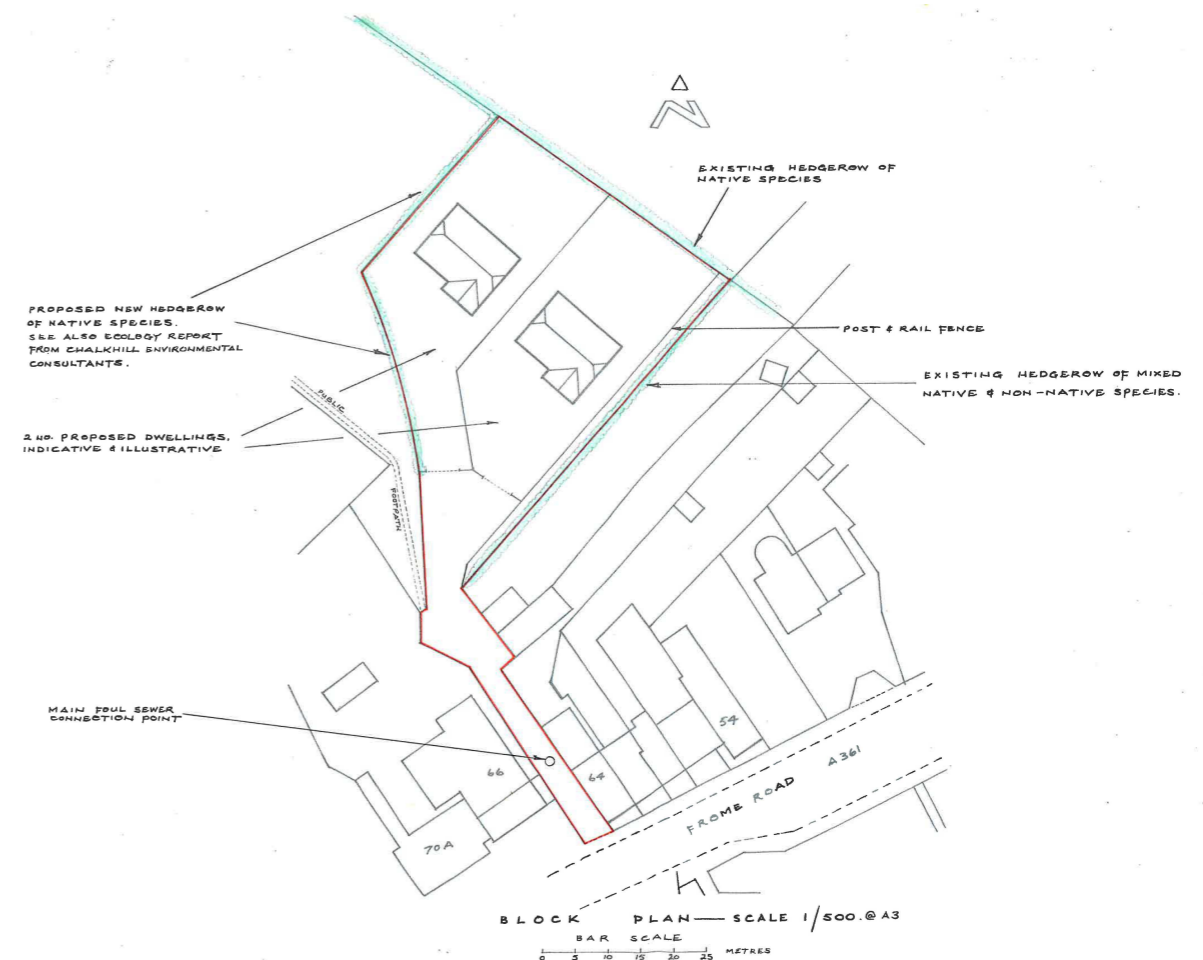 N
EXISTING HEDGEROW OF
NATIVE SPECIES
PROPOSED NEW HEDGEROW
OF NATIVE SPECIES.
SEE ALSO ECOLOGY REPORT
FROM CHALKHILL ENVIRONMENTAL
CONSULTANTS.
POST & RAIL FENCE
EXISTING HEDGEROW OF MIXED
NATIVE & NON-NATIVE SPECIES.
PUBLIC
FOOTPATH
2 NO. PROPOSED DWELLINGS,
INDICATIVE & ILLUSTRATIVE
MAIN FOUL SEWER
CONNECTION POINT
66
64
54
70A
FROME ROAD A361
BLOCK PLAN — SCALE 1/500.@ A3
BAR SCALE
0 5 10 15 20 25 METRES